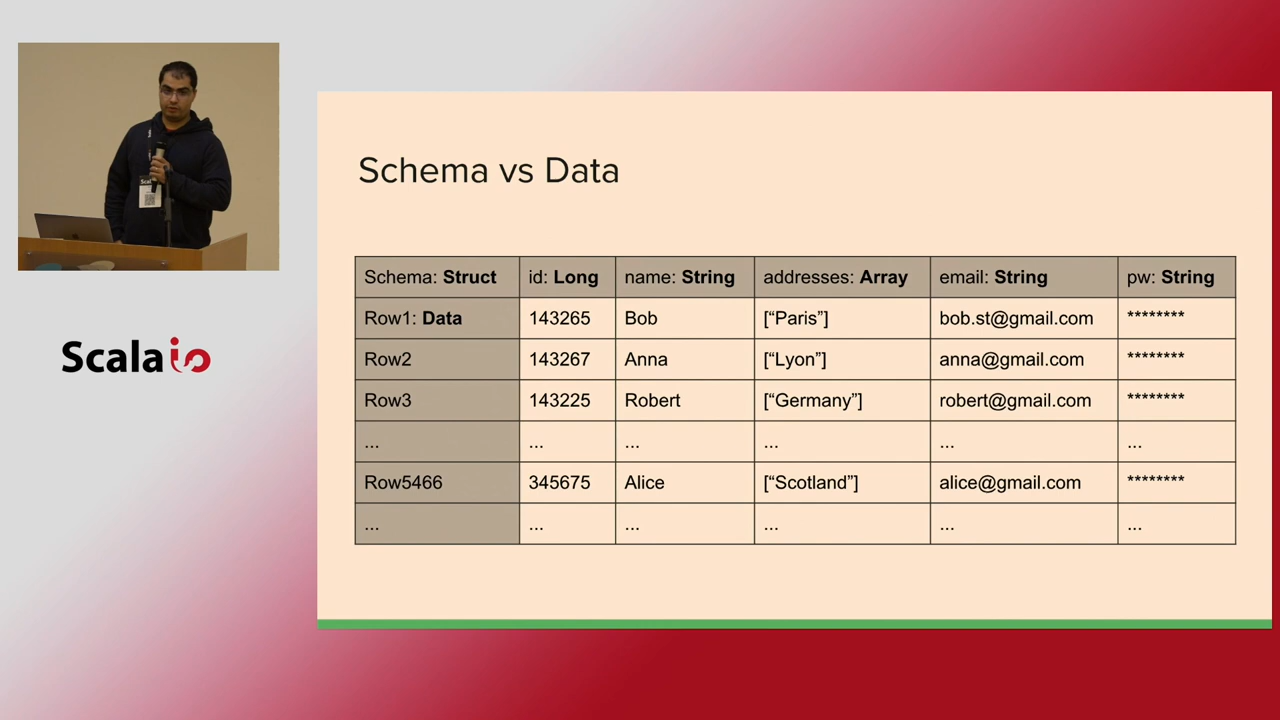 Scala
Scala io
Schema vs Data
Schema: Struct id: Long name: String addresses: Array email: String pw: String
Row1: Data 143265 Bob [“Paris”] bob.st@gmail.com ********
Row2 143267 Anna [“Lyon”] anna@gmail.com ********
Row3 143225 Robert [“Germany”] robert@gmail.com ********
... ... ... ... ... ...
Row5466 345675 Alice [“Scotland”] alice@gmail.com ********
... ... ... ... ... ...